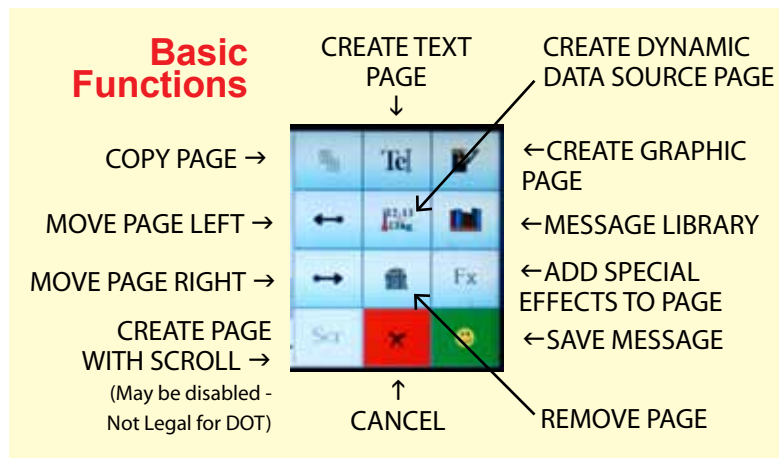 Basic
Functions
CREATE TEXT
PAGE
↓
CREATE DYNAMIC
DATA SOURCE PAGE
COPY PAGE →
←CREATE GRAPHIC
PAGE
MOVE PAGE LEFT →
←MESSAGE LIBRARY
MOVE PAGE RIGHT →
←ADD SPECIAL
EFFECTS TO PAGE
CREATE PAGE
WITH SCROLL →
(May be disabled -
Not Legal for DOT)
←SAVE MESSAGE
↑
CANCEL
REMOVE PAGE
Te
Fx
Scr